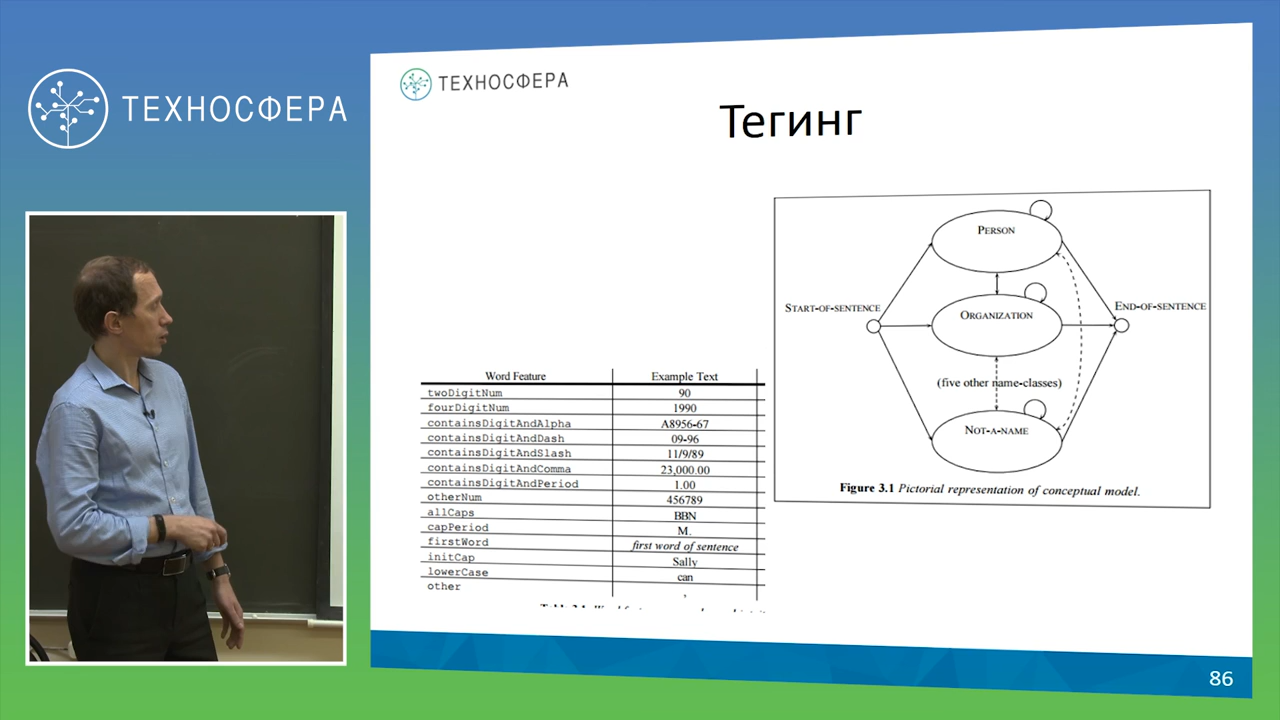 ТЕХНОСФЕРА
ТЕХНОСФЕРА
Тегинг
PERSON
START-OF-SENTENCE
END-OF-SENTENCE
ORGANIZATION
(five other name-classes)
NOT-A-NAME
Figure 3.1 Pictorial representation of conceptual model.
Word Feature Example Text
twoDigitNum 90
fourDigitNum 1990
containsDigitAndAlpha A8956-67
containsDigitAndDash 09-96
containsDigitAndSlash 11/9/89
containsDigitAndComma 23,000.00
containsDigitAndPeriod 1.00
otherNum 456789
allCaps BBN
capPeriod M.
firstWord first word of sentence
initCap Sally
lowerCase can
other ,
86